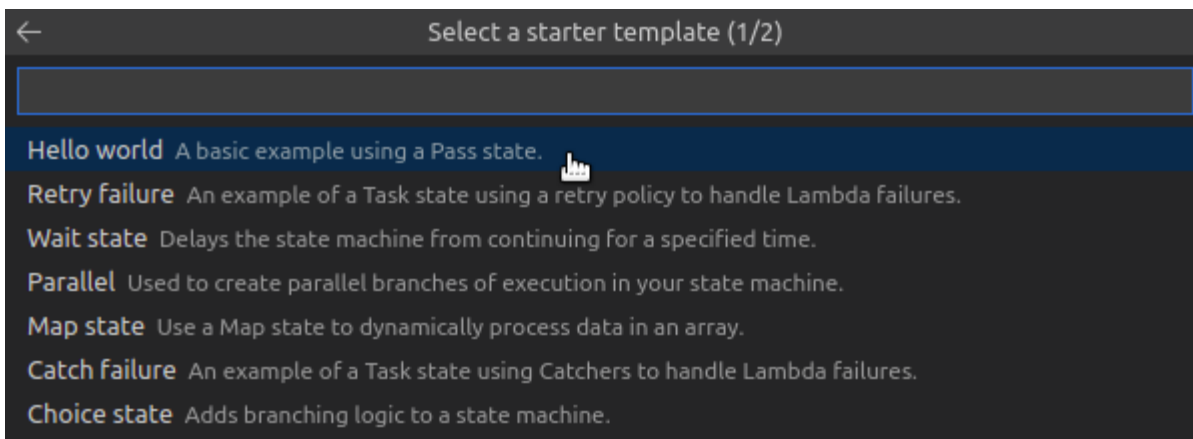 Select a starter template (1/2)
Hello world A basic example using a Pass state.
Retry failure An example of a Task state using a retry policy to handle Lambda failures.
Wait state Delays the state machine from continuing for a specified time.
Parallel Used to create parallel branches of execution in your state machine.
Map state Use a Map state to dynamically process data in an array.
Catch failure An example of a Task state using Catchers to handle Lambda failures.
Choice state Adds branching logic to a state machine.